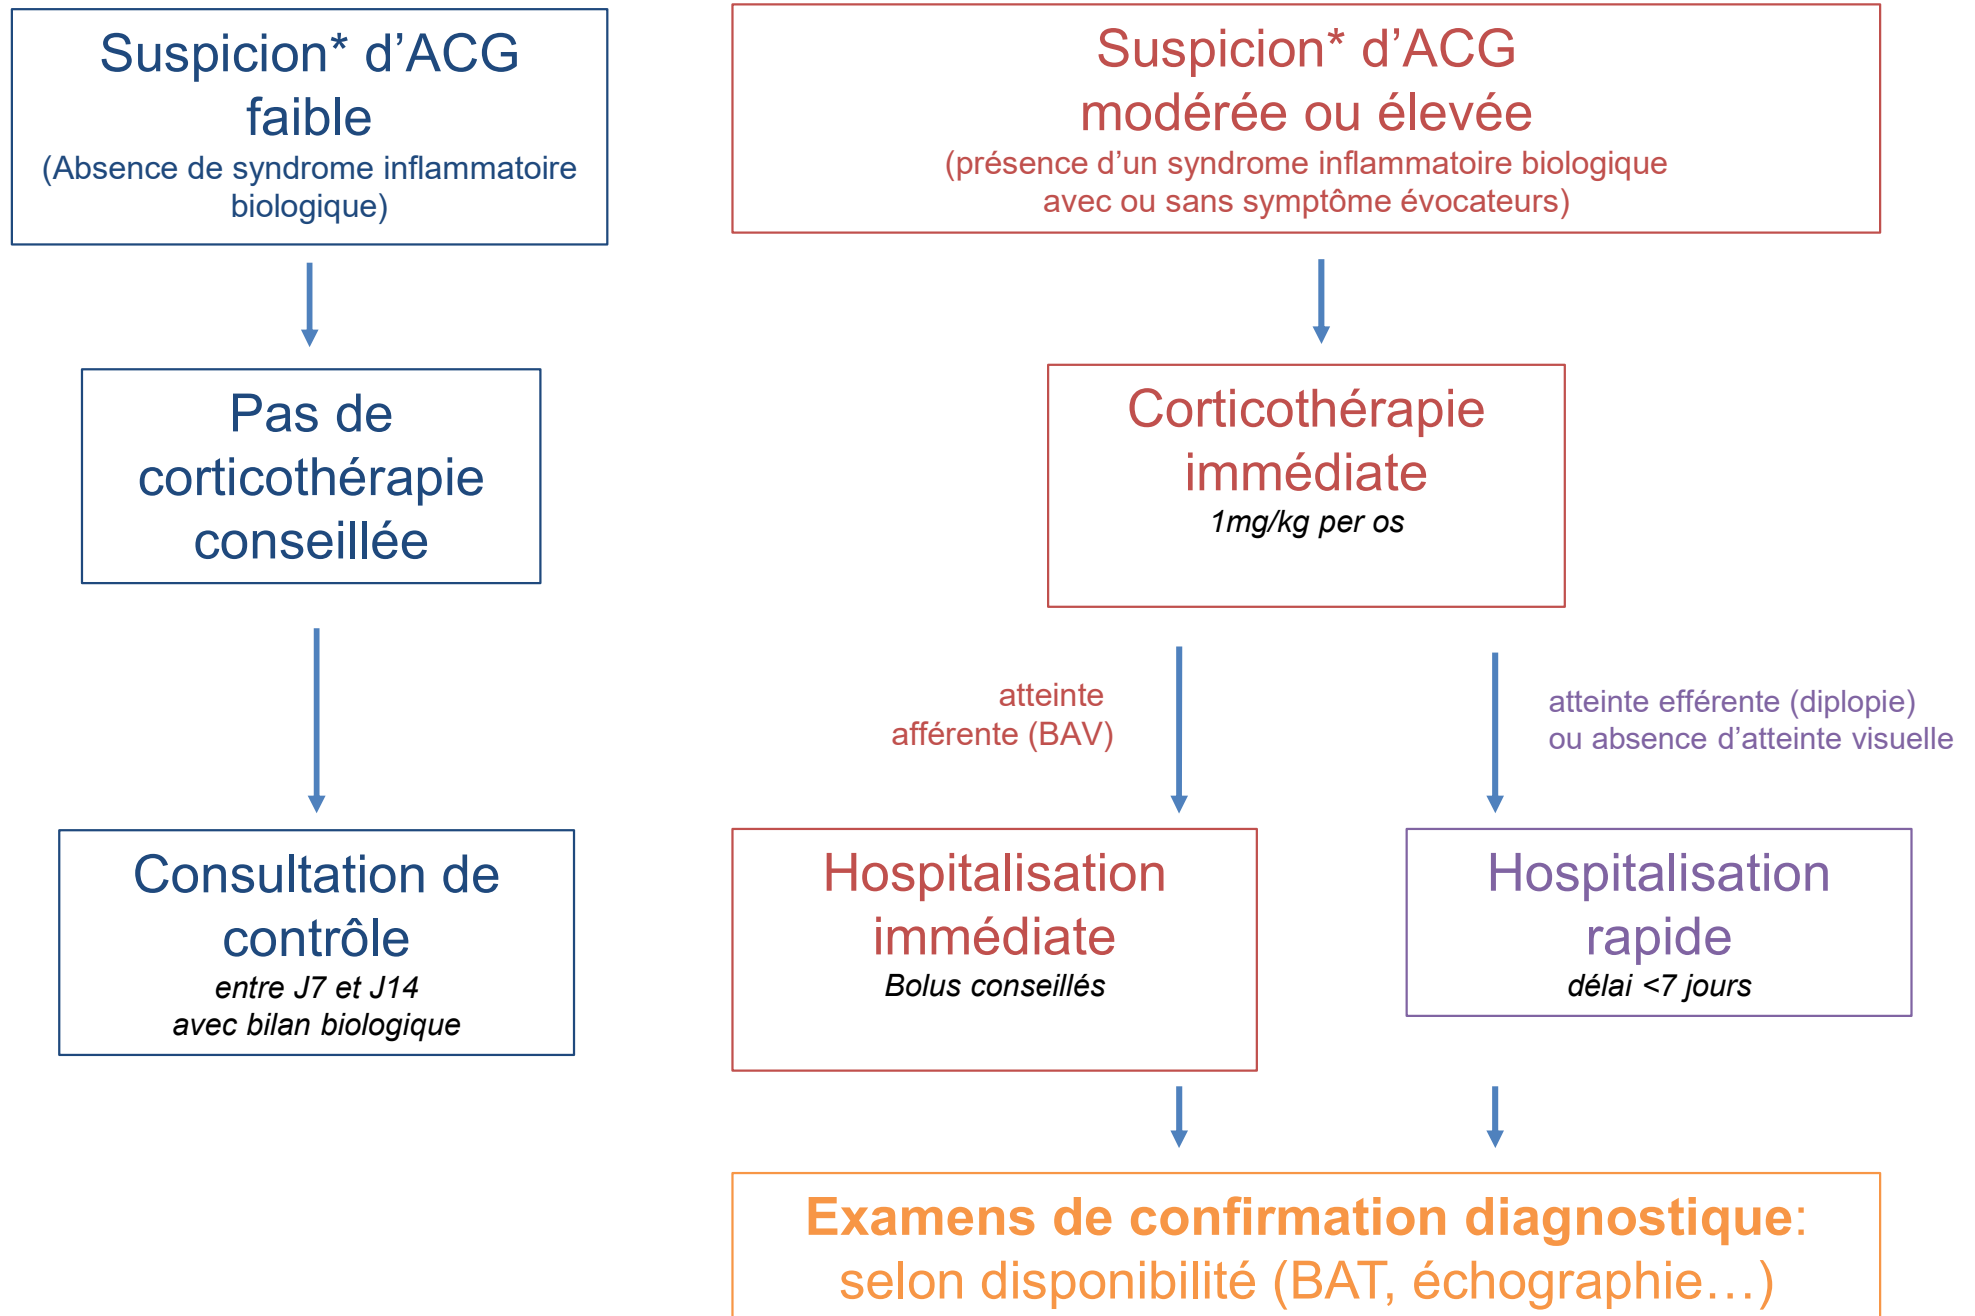 Suspicion* d'ACG
faible
(Absence de syndrome inflammatoire
biologique)
Pas de
corticothérapie
conseillée
Consultation de
contrôle
entre J7 et J14
avec bilan biologique
Suspicion* d'ACG
modérée ou élevée
(présence d'un syndrome inflammatoire biologique
avec ou sans symptôme évocateurs)
Corticothérapie
immédiate
1mg/kg per os
atteinte
afférente (BAV)
atteinte efférente (diplopie)
ou absence d'atteinte visuelle
Hospitalisation
immédiate
Bolus conseillés
Hospitalisation
rapide
délai <7 jours
Examens de confirmation diagnostique:
selon disponibilité (BAT, échographie…)